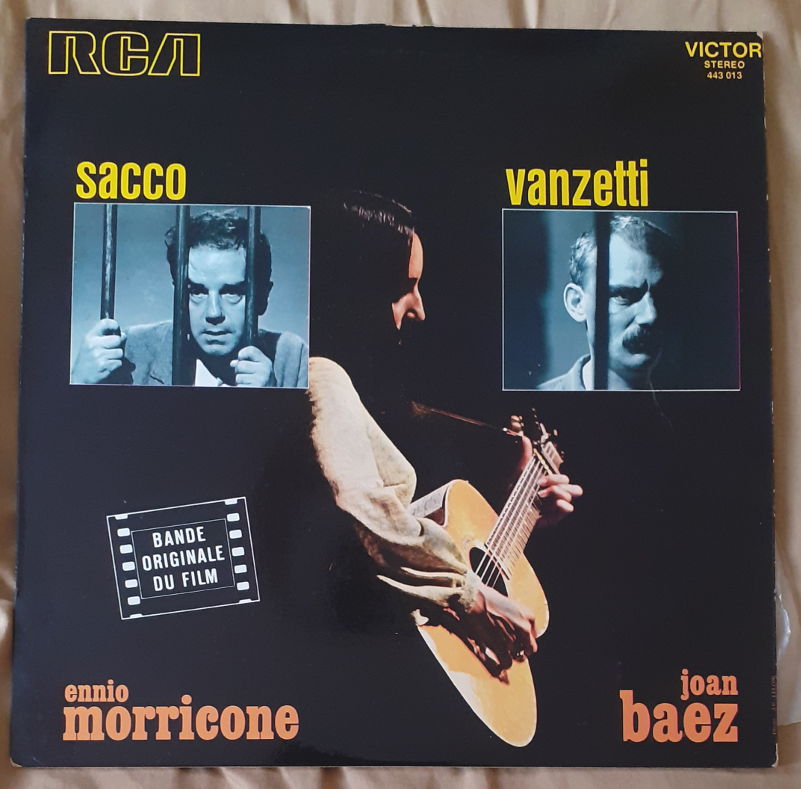 RCA
VICTOR
STEREO
443 013
sacco
vanzetti
BANDE
ORIGINALE
DU FILM
ennio
morricone
joan
baez